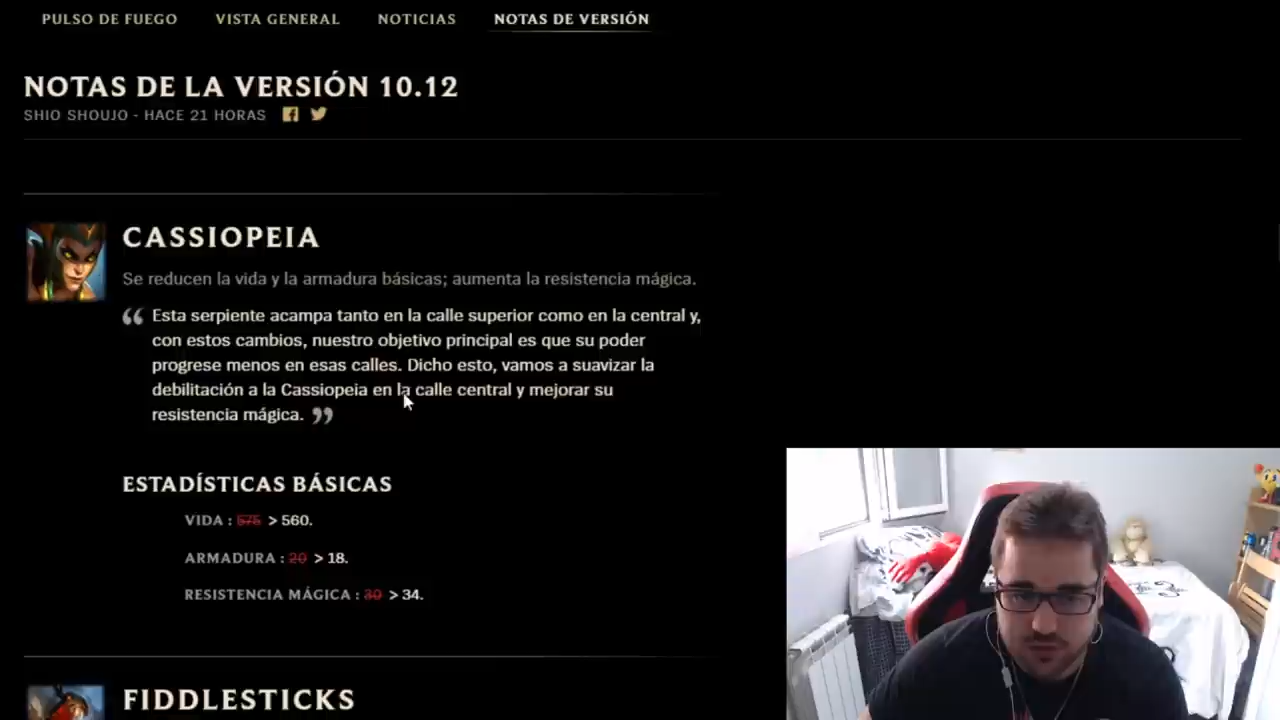 PULSO DE FUEGO VISTA GENERAL NOTICIAS NOTAS DE VERSIÓN
NOTAS DE LA VERSIÓN 10.12
SHIO SHOUJO - HACE 21 HORAS
CASSIOPEIA
Se reducen la vida y la armadura básicas; aumenta la resistencia mágica.
“ Esta serpiente acampa tanto en la calle superior como en la central y,
con estos cambios, nuestro objetivo principal es que su poder
progrese menos en esas calles. Dicho esto, vamos a suavizar la
debilitación a la Cassiopeia en la calle central y mejorar su
resistencia mágica. ”
ESTADÍSTICAS BÁSICAS
VIDA : 575 > 560.
ARMADURA : 20 > 18.
RESISTENCIA MÁGICA : 30 > 34.
FIDDLESTICKS